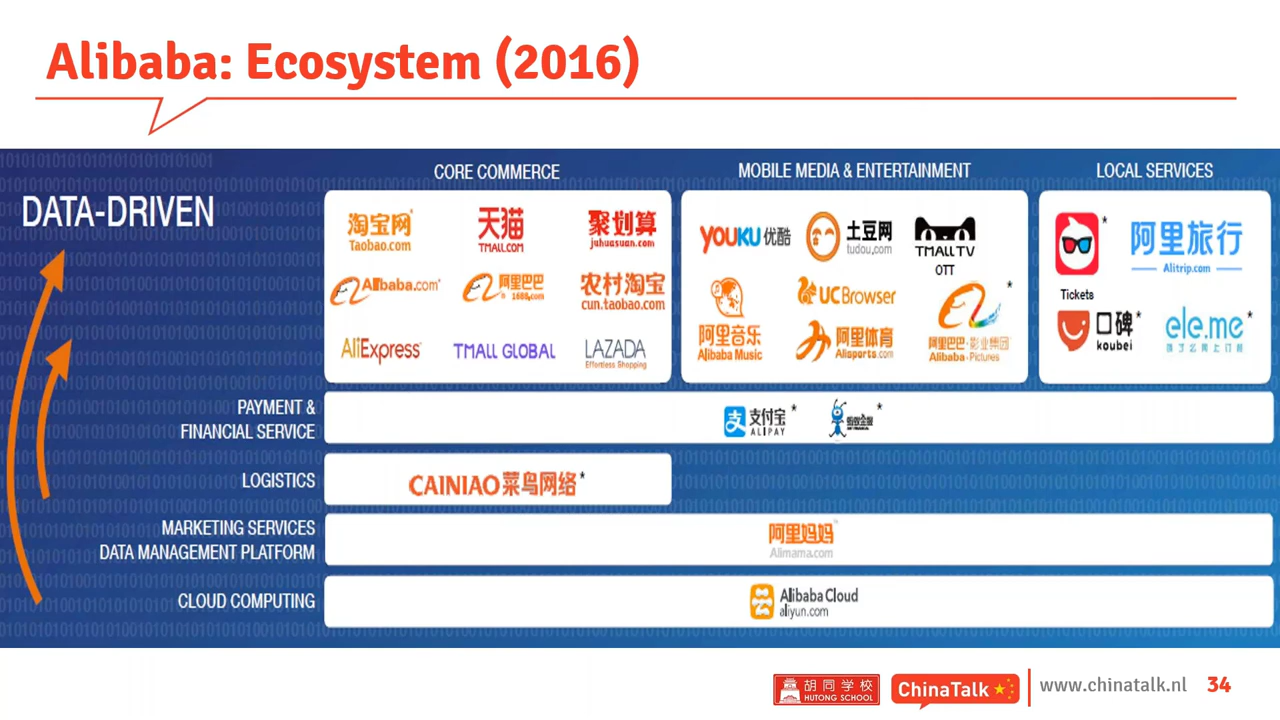 Alibaba: Ecosystem (2016)
DATA-DRIVEN
CORE COMMERCE
淘宝网
Taobao.com
天猫
TMALL.COM
聚划算
juhuasuan.com
Alibaba.com
阿里巴巴
1688.com
农村淘宝
cun.taobao.com
AliExpress
TMALL GLOBAL
LAZADA
Effortless Shopping
MOBILE MEDIA & ENTERTAINMENT
YOUKU 优酷
土豆网
tudou.com
TMALL TV
OTT
阿里音乐
Alibaba Music
UC Browser
阿里体育
Alisports.com
*
阿里巴巴·影业集团
Alibaba·Pictures
LOCAL SERVICES
*
Tickets
阿里旅行
Alitrip.com
口碑*
koubei
ele.me*
PAYMENT &
FINANCIAL SERVICE
支 支付宝*
ALIPAY
蚂蚁金服*
LOGISTICS
CAINIAO 菜鸟网络*
MARKETING SERVICES
DATA MANAGEMENT PLATFORM
阿里妈妈
Alimama.com
CLOUD COMPUTING
Alibaba Cloud
aliyun.com
胡同学校
HUTONG SCHOOL
ChinaTalk
www.chinatalk.nl
34